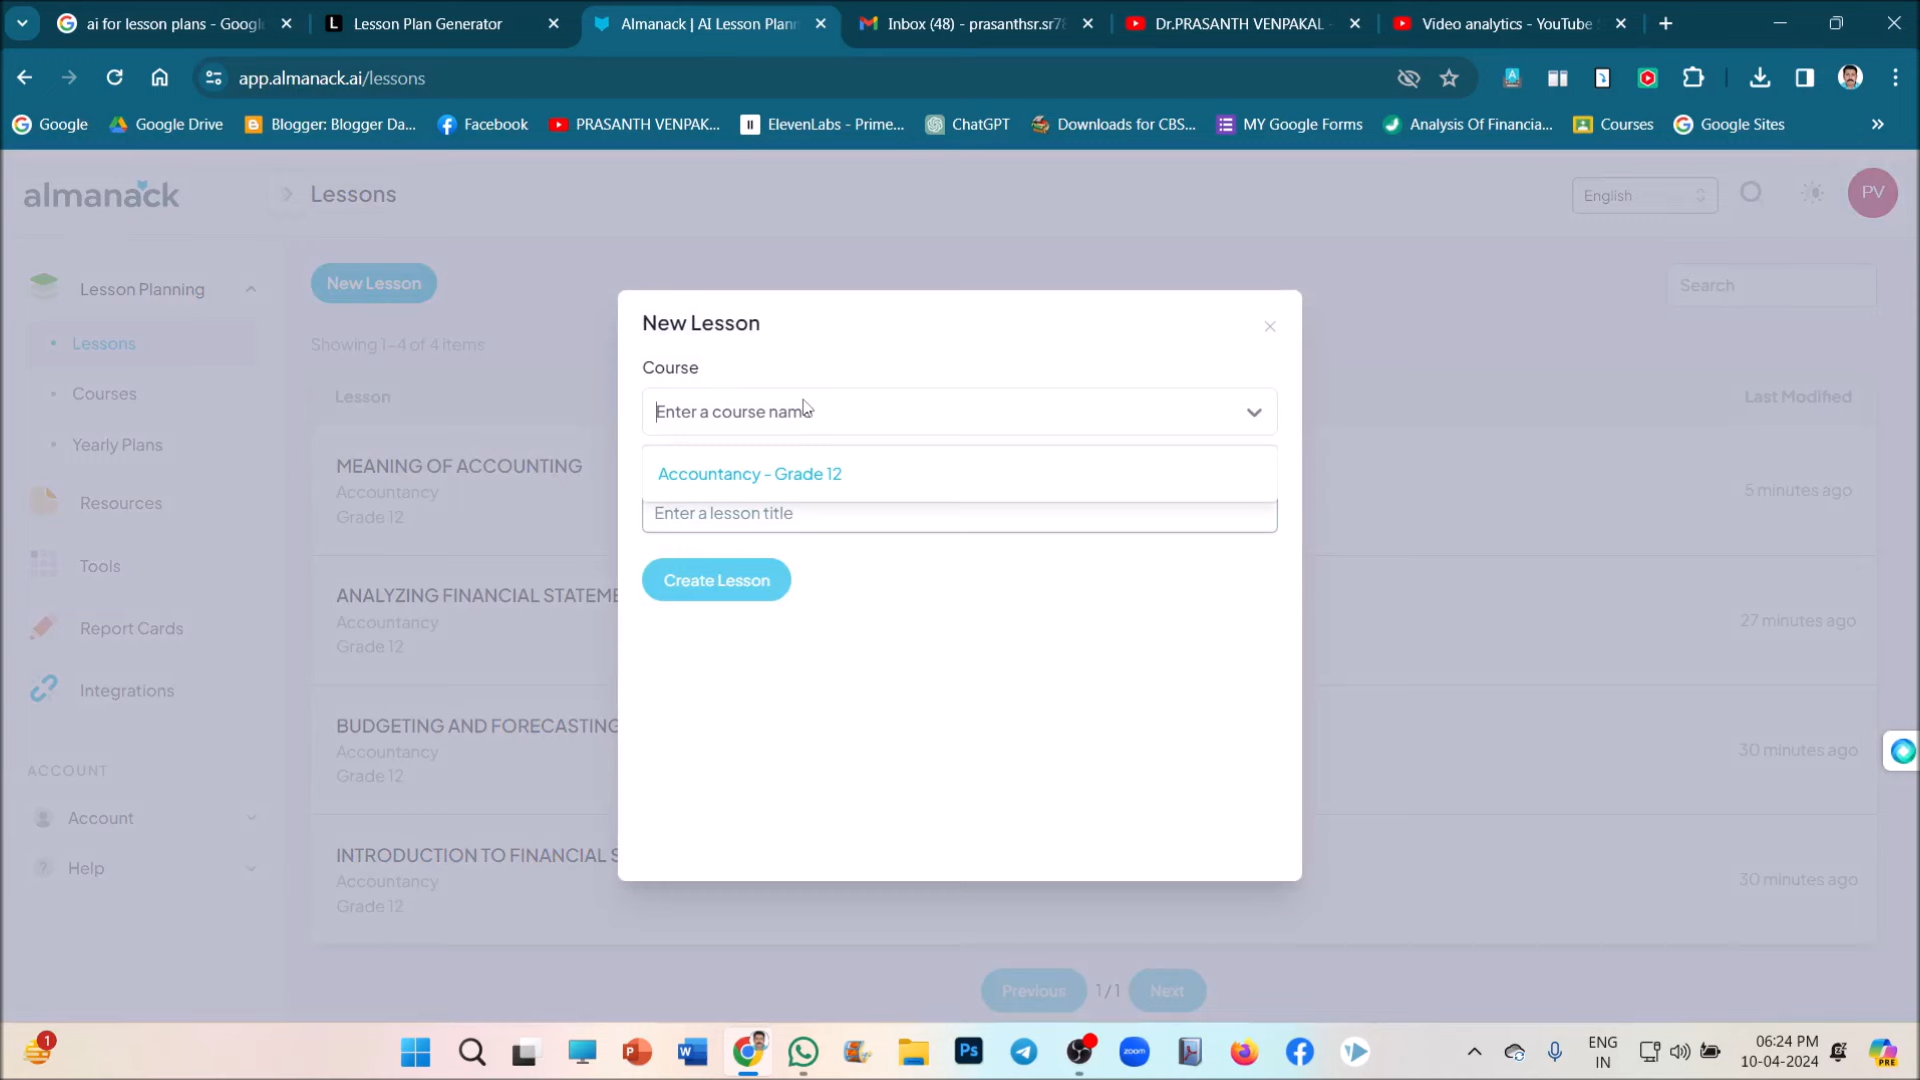 ai for lesson plans - Googl
Lesson Plan Generator
Almanack | AI Lesson Plann
Inbox (48) - prasanthsr.sr78
Dr.PRASANTH VENPAKAL -
Video analytics - YouTube
app.almanack.ai/lessons
Google
Google Drive
Blogger: Blogger Da...
Facebook
PRASANTH VENPAK...
ElevenLabs - Prime...
ChatGPT
Downloads for CBS...
MY Google Forms
Analysis Of Financia...
Courses
Google Sites
almanack
Lessons
English
PV
Lesson Planning
Lessons
Courses
Yearly Plans
Resources
Tools
Report Cards
Integrations
ACCOUNT
Account
Help
New Lesson
Search
Showing 1-4 of 4 items
Lesson
Last Modified
MEANING OF ACCOUNTING
Accountancy
Grade 12
5 minutes ago
ANALYZING FINANCIAL STATEME
Accountancy
Grade 12
27 minutes ago
BUDGETING AND FORECASTING
Accountancy
Grade 12
30 minutes ago
INTRODUCTION TO FINANCIAL S
Accountancy
Grade 12
30 minutes ago
New Lesson
Course
Enter a course name
Accountancy - Grade 12
Enter a lesson title
Create Lesson
Previous
1 / 1
Next
1
Ps
zoom
ENG
IN
06:24 PM
10-04-2024
PRE